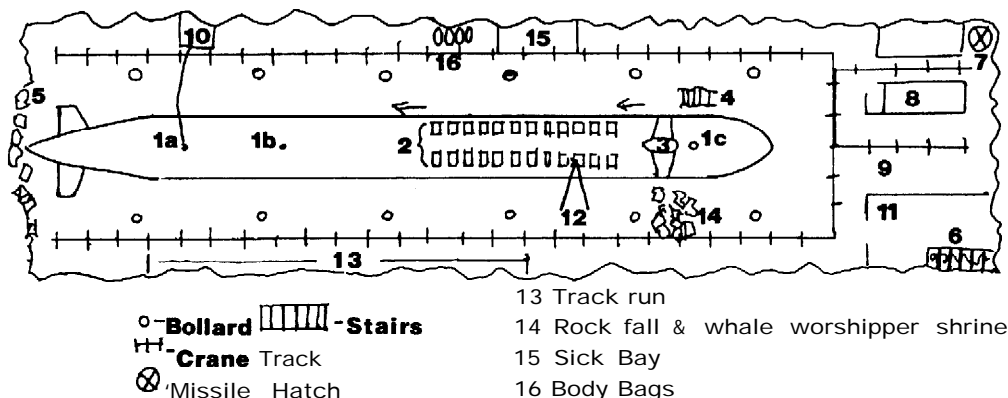 10
15
16
7
5
4
8
1a
1b
2
3
1c
9
12
14
11
6
13
Bollard - Stairs
Crane Track
Missile Hatch
13 Track run
14 Rock fall & whale worshipper shrine
15 Sick Bay
16 Body Bags